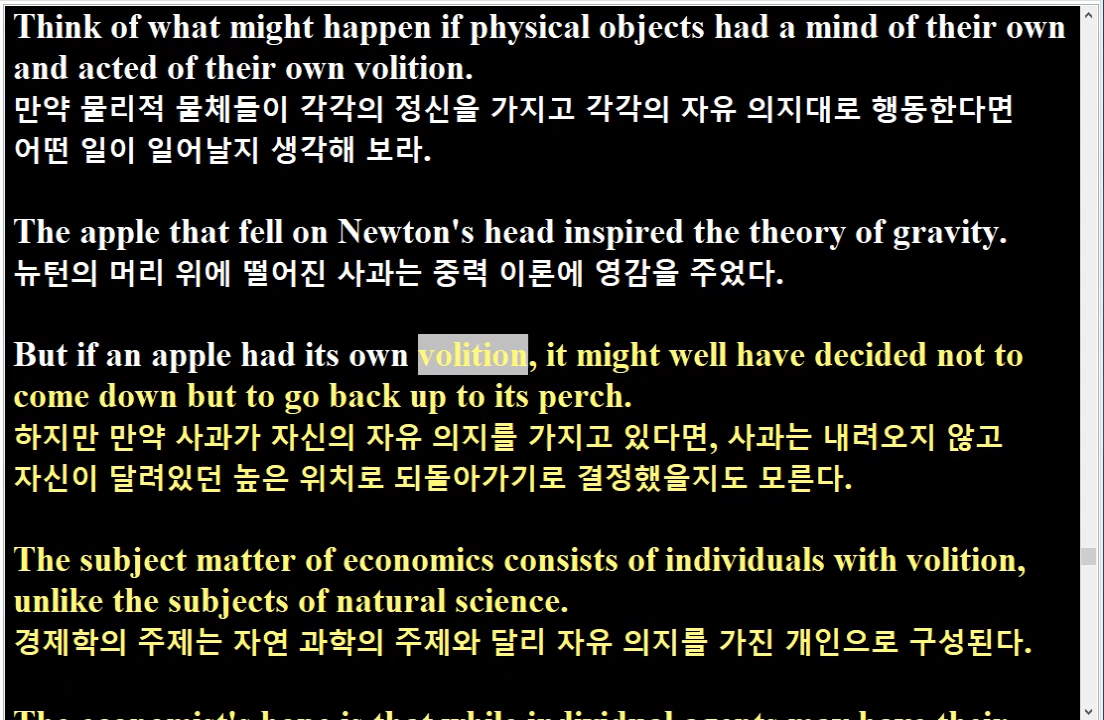 Think of what might happen if physical objects had a mind of their own
and acted of their own volition.
만약 물리적 물체들이 각각의 정신을 가지고 각각의 자유 의지대로 행동한다면
어떤 일이 일어날지 생각해 보라.
The apple that fell on Newton's head inspired the theory of gravity.
뉴턴의 머리 위에 떨어진 사과는 중력 이론에 영감을 주었다.
But if an apple had its own volition, it might well have decided not to
come down but to go back up to its perch.
하지만 만약 사과가 자신의 자유 의지를 가지고 있다면, 사과는 내려오지 않고
자신이 달려있던 높은 위치로 되돌아가기로 결정했을지도 모른다.
The subject matter of economics consists of individuals with volition,
unlike the subjects of natural science.
경제학의 주제는 자연 과학의 주제와 달리 자유 의지를 가진 개인으로 구성된다.
The economist's hope is that while individual agents may have their